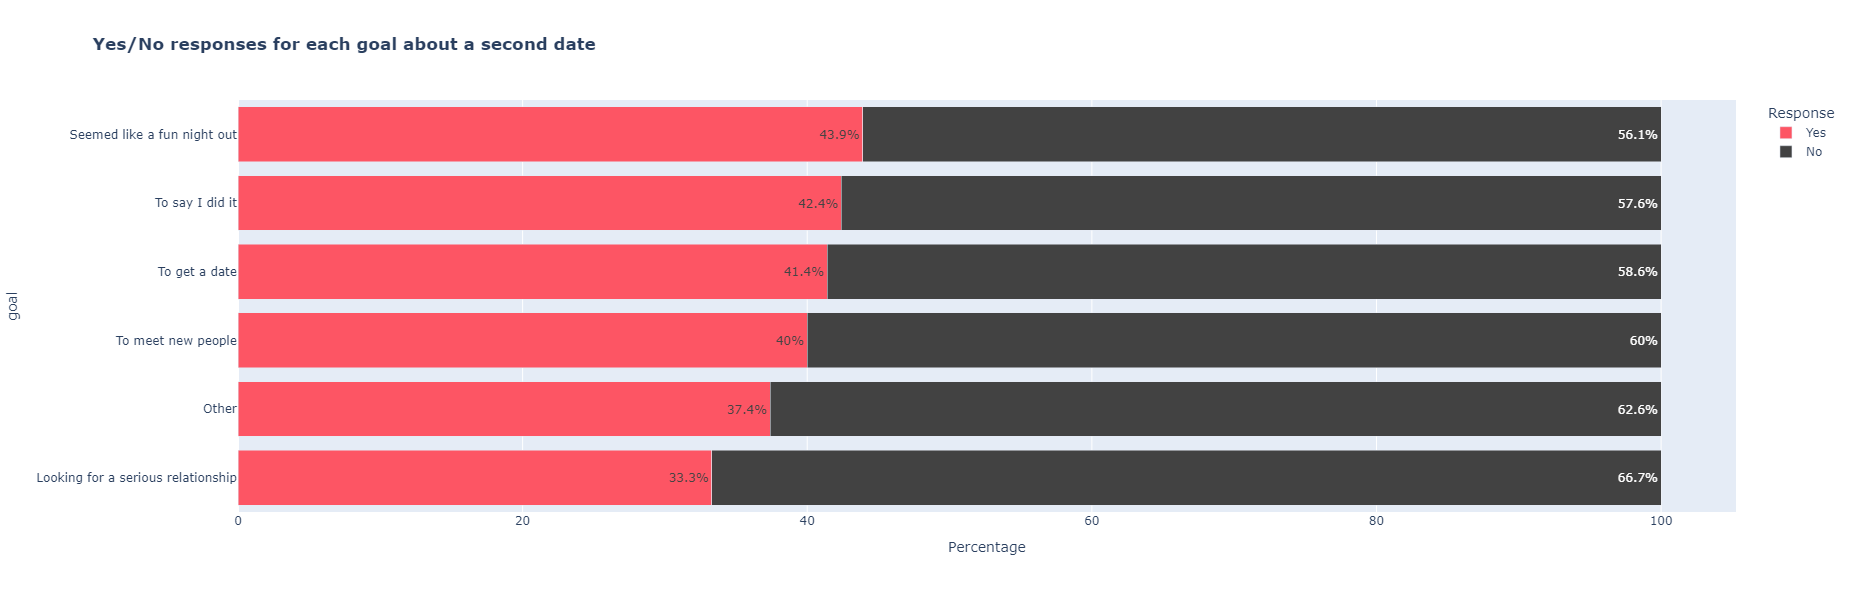 Yes/No responses for each goal about a second date
Response
Yes
No
goal
Seemed like a fun night out 43.9% 56.1%
To say I did it 42.4% 57.6%
To get a date 41.4% 58.6%
To meet new people 40% 60%
Other 37.4% 62.6%
Looking for a serious relationship 33.3% 66.7%
0 20 40 60 80 100
Percentage